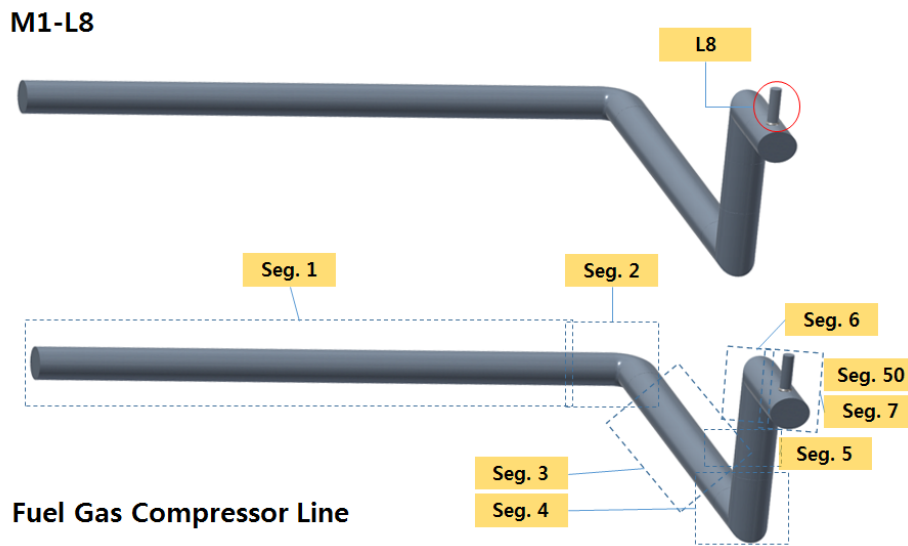 M1-L8
L8
Seg. 1
Seg. 2
Seg. 6
Seg. 50
Seg. 7
Seg. 5
Seg. 3
Seg. 4
Fuel Gas Compressor Line